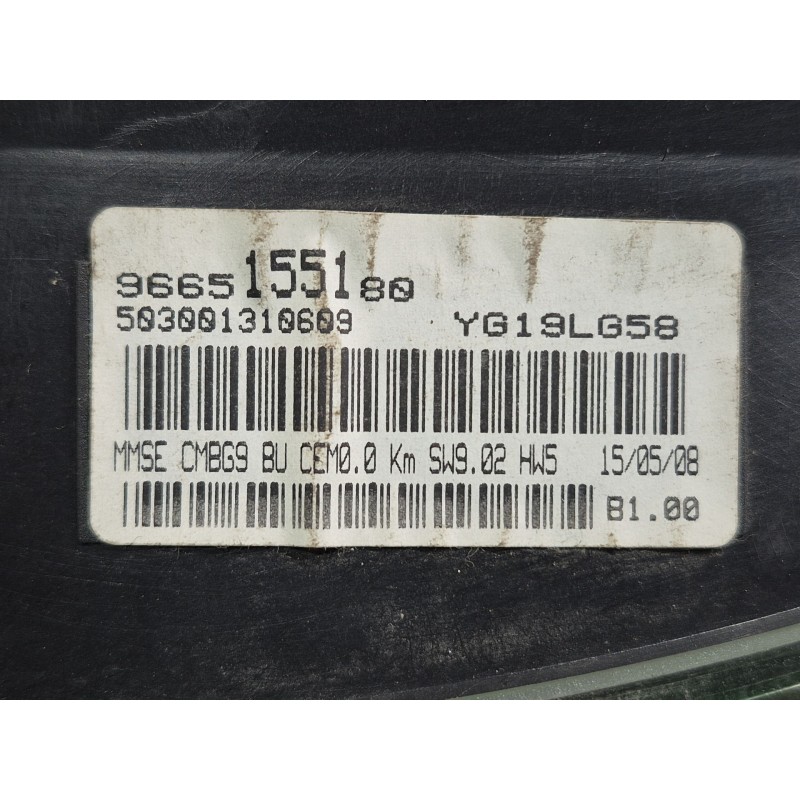 9665155180
503001310609 YG19LG58
MMSE CMBG9 BU CEM0.0 Km SW9.02 HW5 15/05/08
B1.00